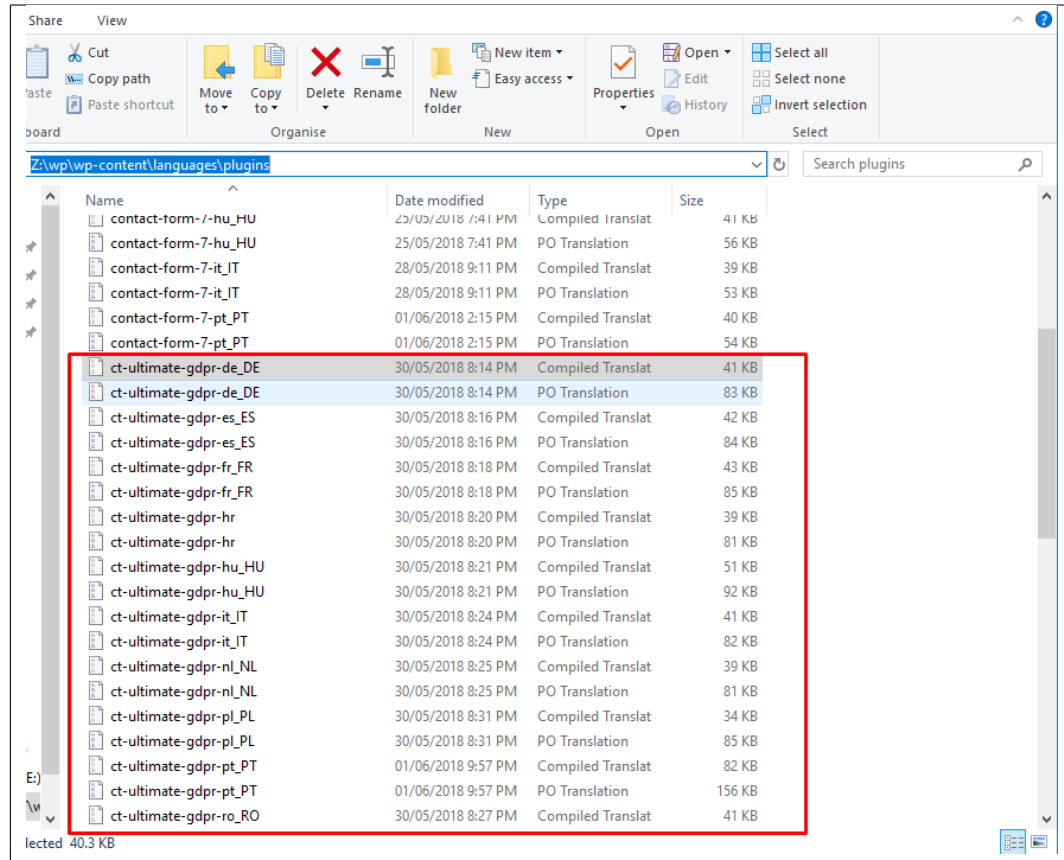 Share View
Cut
Copy path
Paste shortcut
Move to
Copy to
Delete
Rename
New folder
New item
Easy access
Properties
Open
Edit
History
Select all
Select none
Invert selection
Organise New Open Select
Z:\wp\wp-content\languages\plugins Search plugins
Name Date modified Type Size
contact-form-7-hu_HU 25/05/2018 7:41 PM Compiled Translat 41 KB
contact-form-7-hu_HU 25/05/2018 7:41 PM PO Translation 56 KB
contact-form-7-it_IT 28/05/2018 9:11 PM Compiled Translat 39 KB
contact-form-7-it_IT 28/05/2018 9:11 PM PO Translation 53 KB
contact-form-7-pt_PT 01/06/2018 2:15 PM Compiled Translat 40 KB
contact-form-7-pt_PT 01/06/2018 2:15 PM PO Translation 54 KB
ct-ultimate-gdpr-de_DE 30/05/2018 8:14 PM Compiled Translat 41 KB
ct-ultimate-gdpr-de_DE 30/05/2018 8:14 PM PO Translation 83 KB
ct-ultimate-gdpr-es_ES 30/05/2018 8:16 PM Compiled Translat 42 KB
ct-ultimate-gdpr-es_ES 30/05/2018 8:16 PM PO Translation 84 KB
ct-ultimate-gdpr-fr_FR 30/05/2018 8:18 PM Compiled Translat 43 KB
ct-ultimate-gdpr-fr_FR 30/05/2018 8:18 PM PO Translation 85 KB
ct-ultimate-gdpr-hr 30/05/2018 8:20 PM Compiled Translat 39 KB
ct-ultimate-gdpr-hr 30/05/2018 8:20 PM PO Translation 81 KB
ct-ultimate-gdpr-hu_HU 30/05/2018 8:21 PM Compiled Translat 51 KB
ct-ultimate-gdpr-hu_HU 30/05/2018 8:21 PM PO Translation 92 KB
ct-ultimate-gdpr-it_IT 30/05/2018 8:24 PM Compiled Translat 41 KB
ct-ultimate-gdpr-it_IT 30/05/2018 8:24 PM PO Translation 82 KB
ct-ultimate-gdpr-nl_NL 30/05/2018 8:25 PM Compiled Translat 39 KB
ct-ultimate-gdpr-nl_NL 30/05/2018 8:25 PM PO Translation 81 KB
ct-ultimate-gdpr-pl_PL 30/05/2018 8:31 PM Compiled Translat 34 KB
ct-ultimate-gdpr-pl_PL 30/05/2018 8:31 PM PO Translation 85 KB
ct-ultimate-gdpr-pt_PT 01/06/2018 9:57 PM Compiled Translat 82 KB
ct-ultimate-gdpr-pt_PT 01/06/2018 9:57 PM PO Translation 156 KB
ct-ultimate-gdpr-ro_RO 30/05/2018 8:27 PM Compiled Translat 41 KB
E:)
lected 40.3 KB